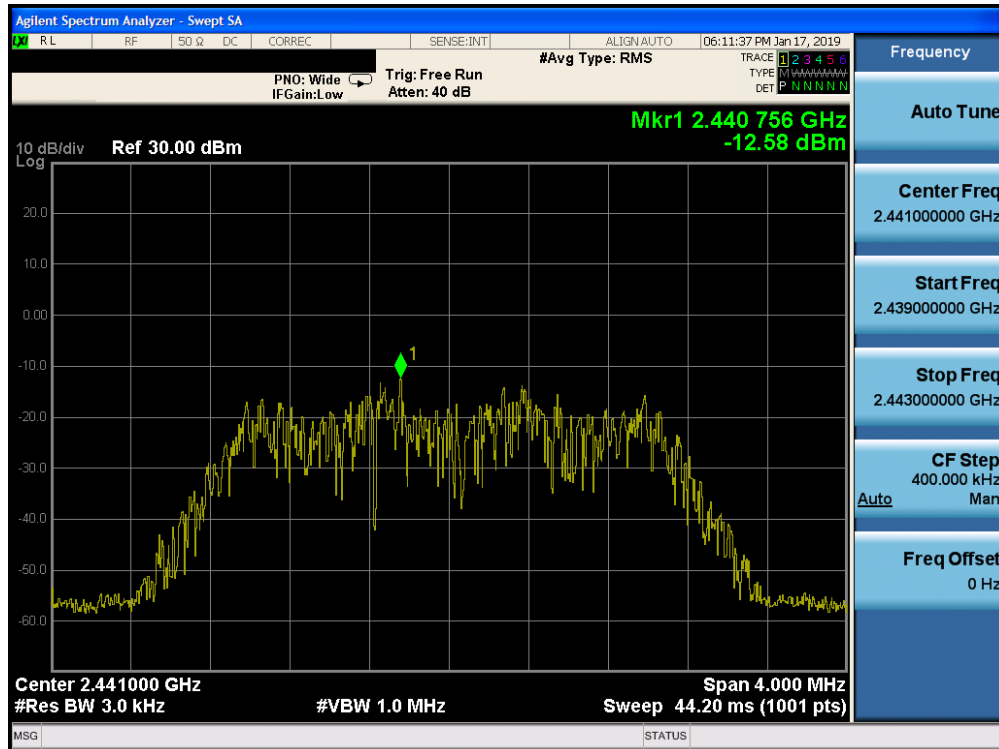 Agilent Spectrum Analyzer - Swept SA
LXI RL RF 50 Ω DC CORREC SENSE:INT ALIGN AUTO 06:11:37 PM Jan 17, 2019
Frequency
#Avg Type: RMS
TRACE 1 2 3 4 5 6
PNO: Wide Trig: Free Run
TYPE M
IFGain:Low Atten: 40 dB
DET P N N N N N
Auto Tune
Mkr1 2.440 756 GHz
-12.58 dBm
10 dB/div Ref 30.00 dBm
Log
Center Freq
2.441000000 GHz
20.0
10.0
Start Freq
2.439000000 GHz
0.00
1
-10.0
Stop Freq
2.443000000 GHz
-20.0
-30.0
CF Step
400.000 kHz
Auto Man
-40.0
-50.0
Freq Offset
0 Hz
-60.0
Center 2.441000 GHz Span 4.000 MHz
#Res BW 3.0 kHz #VBW 1.0 MHz Sweep 44.20 ms (1001 pts)
MSG STATUS